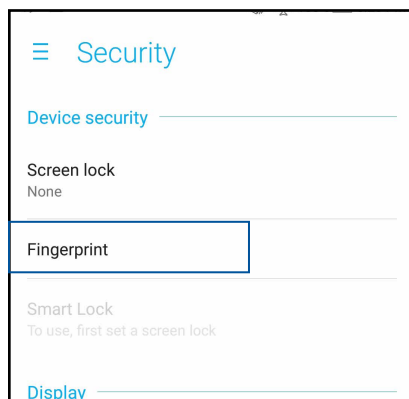 Security
Device security
Screen lock
None
Fingerprint
Smart Lock
To use, first set a screen lock
Display